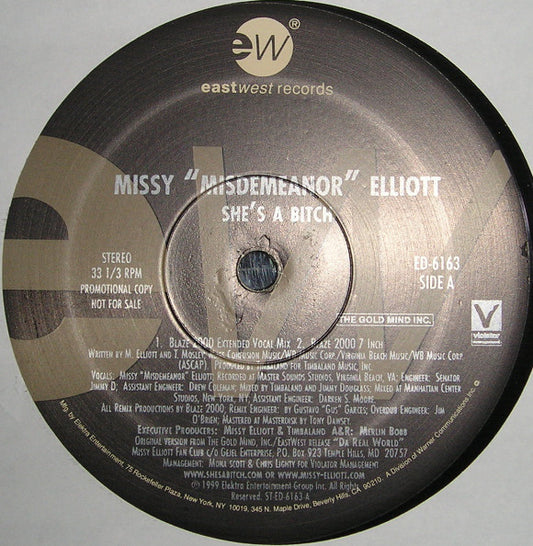 ew®
eastwest records
MISSY "MISDEMEANOR" ELLIOTT
SHE'S A BITCH
STEREO
33 1/3 RPM
PROMOTIONAL COPY
NOT FOR SALE
ED-6163
SIDE A
THE GOLD MIND INC.
V
Violator
1. BLAZE 2000 EXTENDED VOCAL MIX 2. BLAZE 2000 7 INCH
WRITTEN BY M. ELLIOTT AND T. MOSLEY, MASS CONFUSION MUSIC/WB MUSIC CORP./VIRGINIA BEACH MUSIC/WB MUSIC CORP.
(ASCAP) PRODUCED BY TIMBALAND FOR TIMBALAND MUSIC, INC.
VOCALS: MISSY "MISDEMEANOR" ELLIOTT; RECORDED AT MASTER SOUNDS STUDIOS, VIRGINIA BEACH, VA; ENGINEER: SENATOR
JIMMY D; ASSISTANT ENGINEER: DREW COLEMAN; MIXED BY TIMBALAND AND JIMMY DOUGLASS; MIXED AT MANHATTAN CENTER
STUDIOS, NEW YORK, NY, ASSISTANT ENGINEER: DAREN S. MOORE.
ALL REMIX PRODUCTIONS BY BLAZE 2000, REMIX ENGINEER: BY GUSTAVO "GUS" GARCES; OVERDUB ENGINEER: JIM
O'BRIEN; MASTERED AT MASTERDISK BY TONY DAWSEY
EXECUTIVE PRODUCERS: MISSY ELLIOTT & TIMBALAND A&R: MERLIN BOBB
ORIGINAL VERSION FROM THE GOLD MIND, INC./EASTWEST RELEASE "DA REAL WORLD"
MISSY ELLIOTT FAN CLUB C/O GEJEL ENTERPRISE, P.O. BOX 923 TEMPLE HILLS, MD 20757
MANAGEMENT: MONA SCOTT & CHRIS LIGHTY FOR VIOLATOR MANAGEMENT
WWW.SHESABITCH.COM WWW.MISSY-ELLIOTT.COM
© 1999 Elektra Entertainment Group Inc. All Rights
Reserved. ST-ED-6163-A
Mfg. by Elektra Entertainment, 75 Rockefeller Plaza, New York, NY 10019, 345 N. Maple Drive, Beverly Hills, CA 90210. A Division of Warner Communications Inc.